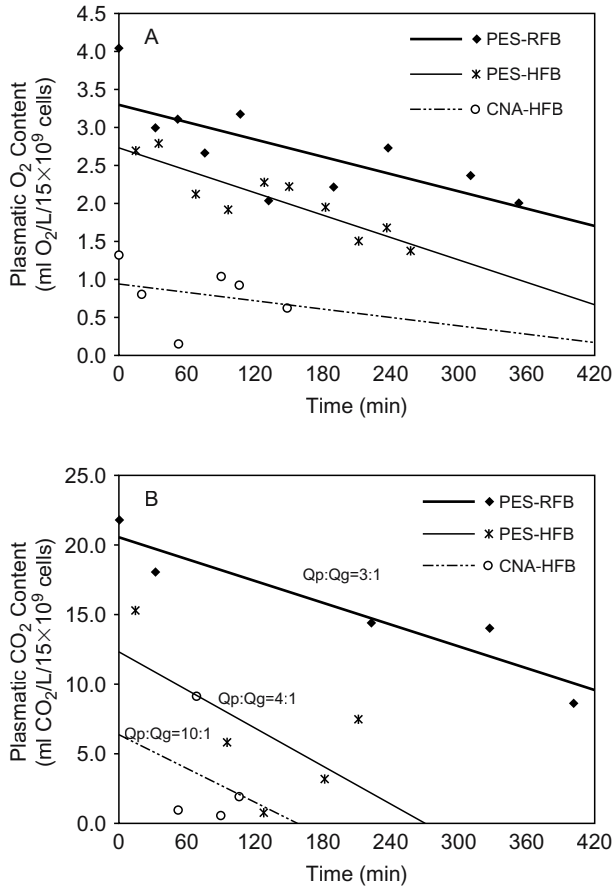 A
PES-RFB
PES-HFB
CNA-HFB
4.5
4.0
3.5
3.0
2.5
2.0
1.5
1.0
0.5
0.0
Plasmatic O₂ Content
(ml O₂/L/15×10⁹ cells)
0 60 120 180 240 300 360 420
Time (min)
B
PES-RFB
PES-HFB
CNA-HFB
25.0
20.0
15.0
10.0
5.0
0.0
Plasmatic CO₂ Content
(ml CO₂/L/15×10⁹ cells)
Qp:Qg=3:1
Qp:Qg=4:1
Qp:Qg=10:1
0 60 120 180 240 300 360 420
Time (min)